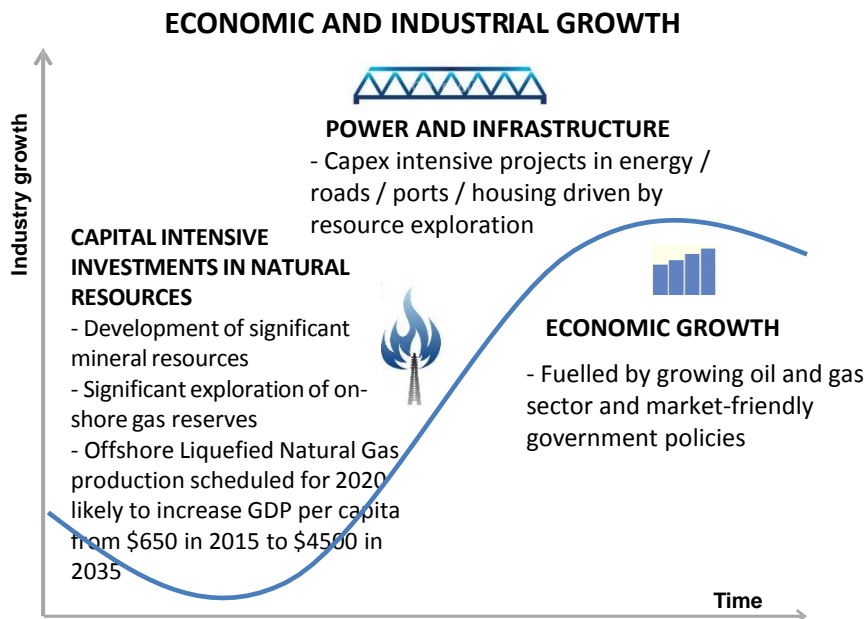 ECONOMIC AND INDUSTRIAL GROWTH
Industry growth
POWER AND INFRASTRUCTURE
- Capex intensive projects in energy /
roads / ports / housing driven by
resource exploration
CAPITAL INTENSIVE
INVESTMENTS IN NATURAL
RESOURCES
- Development of significant
mineral resources
- Significant exploration of on-
shore gas reserves
- Offshore Liquefied Natural Gas
production scheduled for 2020
likely to increase GDP per capita
from $650 in 2015 to $4500 in
2035
ECONOMIC GROWTH
- Fuelled by growing oil and gas
sector and market-friendly
government policies
Time